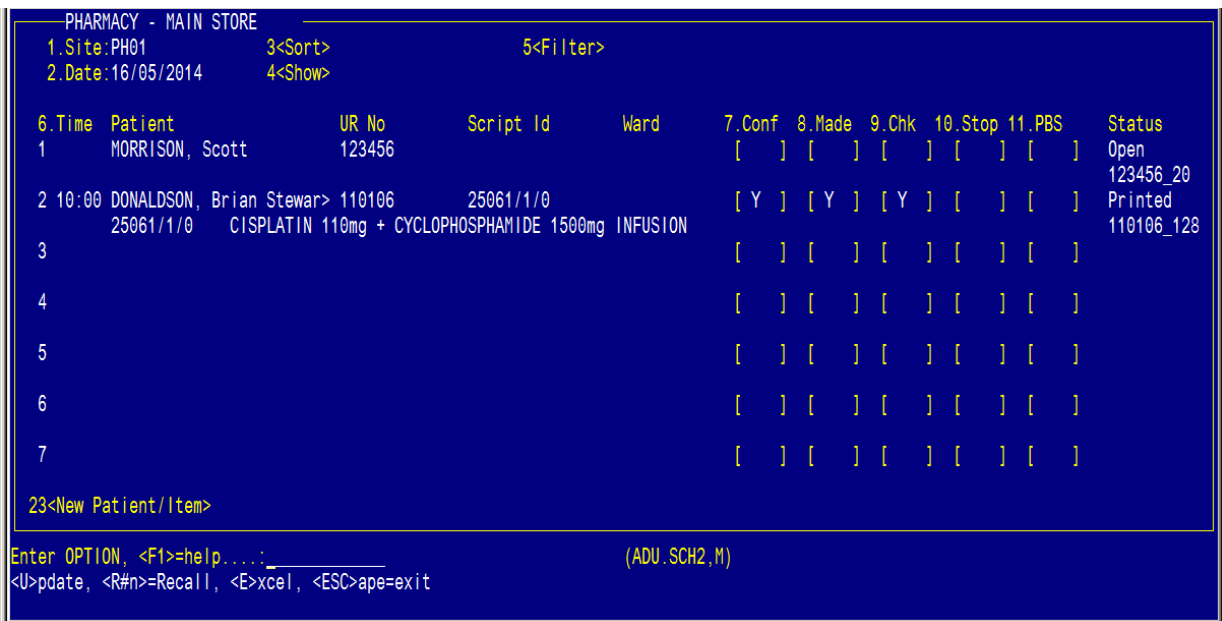 PHARMACY - MAIN STORE
1.Site:PH01 3<Sort> 5<Filter>
2.Date:16/05/2014 4<Show>
6.Time Patient UR No Script Id Ward 7.Conf 8.Made 9.Chk 10.Stop 11.PBS Status
1 MORRISON, Scott 123456 [ ] [ ] [ ] [ ] [ ] Open
123456_20
2 10:00 DONALDSON, Brian Stewar> 110106 25061/1/0 [ Y ] [ Y ] [ Y ] [ ] [ ] Printed
25061/1/0 CISPLATIN 110mg + CYCLOPHOSPHAMIDE 1500mg INFUSION 110106_128
3 [ ] [ ] [ ] [ ] [ ]
4 [ ] [ ] [ ] [ ] [ ]
5 [ ] [ ] [ ] [ ] [ ]
6 [ ] [ ] [ ] [ ] [ ]
7 [ ] [ ] [ ] [ ] [ ]
23<New Patient/Item>
Enter OPTION, <F1>=help....:_____________ (ADU.SCH2,M)
<U>pdate, <R#n>=Recall, <E>xcel, <ESC>ape=exit